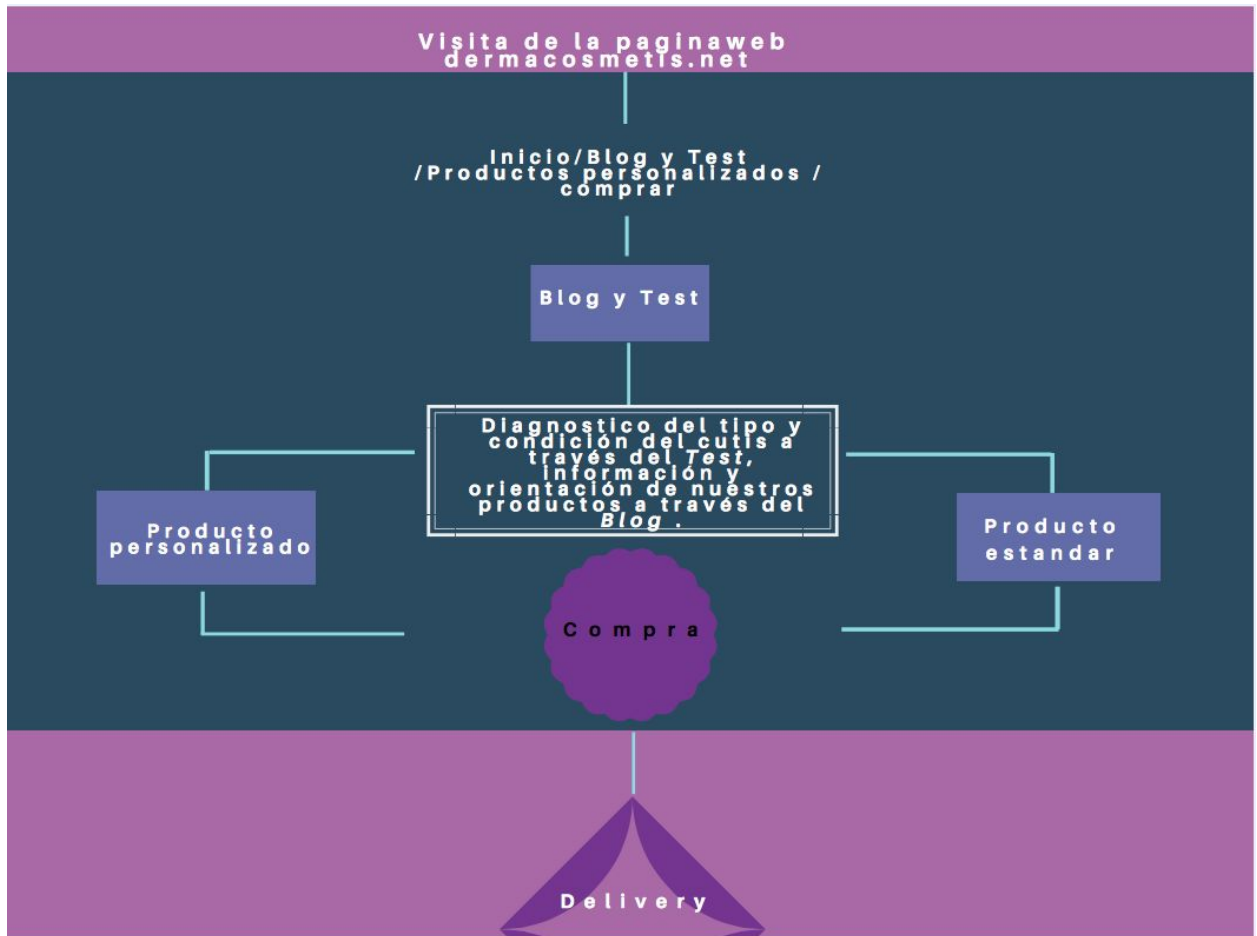 Visita de la paginaweb
dermacosmetis.net
Inicio/Blog y Test
/Productos personalizados /
comprar
Blog y Test
Diagnostico del tipo y
condición del cutis a
través del Test,
información y
orientación de nuestros
productos a través del
Blog .
Producto
personalizado
Producto
estandar
Compra
Delivery